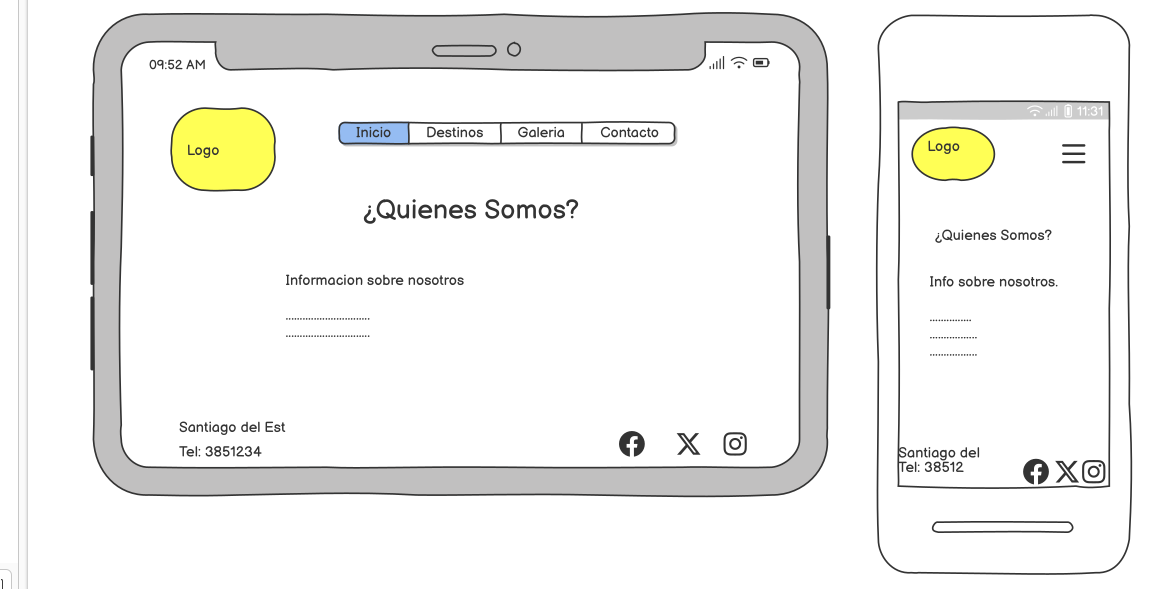 09:52 AM
Logo
Inicio Destinos Galeria Contacto
¿Quienes Somos?
Informacion sobre nosotros
..............................
..............................
Santiago del Est
Tel: 3851234
11:31
Logo
¿Quienes Somos?
Info sobre nosotros.
...............
.................
.................
Santiago del
Tel: 38512